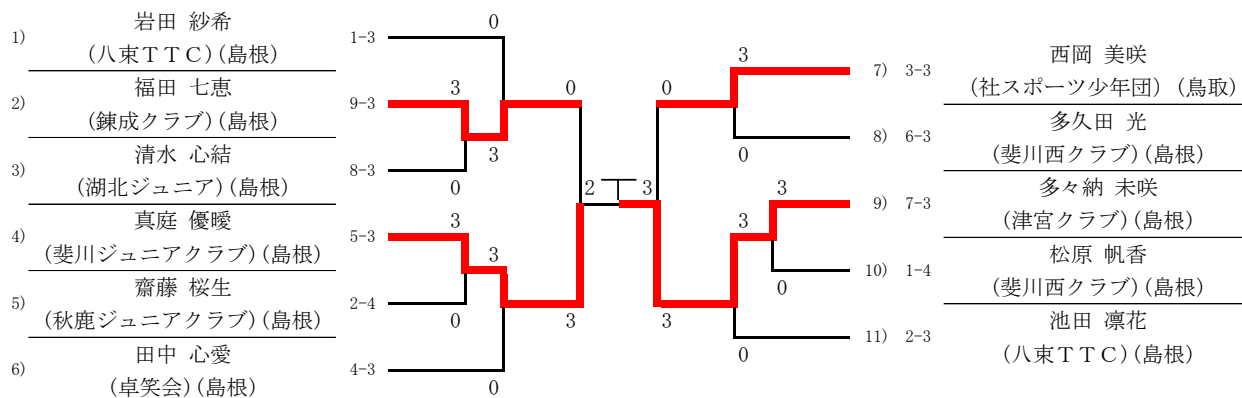 1) 岩田 紗希 1-3
(八束ＴＴＣ)(島根)
2) 福田 七恵 9-3
(錬成クラブ)(島根)
3) 清水 心結 8-3
(湖北ジュニア)(島根)
4) 真庭 優曖 5-3
(斐川ジュニアクラブ)(島根)
5) 齋藤 桜生 2-4
(秋鹿ジュニアクラブ)(島根)
6) 田中 心愛 4-3
(卓笑会)(島根)
0
3
3
0
0
3
3
0
3
0
2
3
0
3
3
0
3
3
0
0
7) 3-3 西岡 美咲
(社スポーツ少年団) (鳥取)
8) 6-3 多久田 光
(斐川西クラブ)(島根)
9) 7-3 多々納 未咲
(津宮クラブ)(島根)
10) 1-4 松原 帆香
(斐川西クラブ)(島根)
11) 2-3 池田 凛花
(八束ＴＴＣ)(島根)